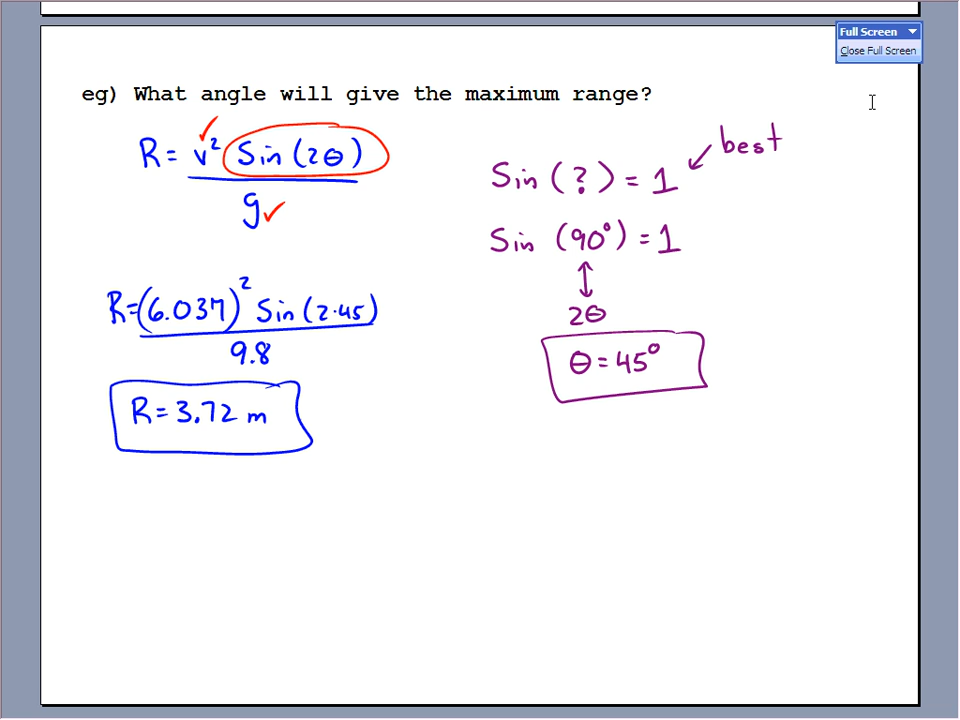 Full Screen
Close Full Screen
eg) What angle will give the maximum range?
R = v² Sin(2θ)
g
R = (6.037)² Sin(2·45)
9.8
R = 3.72 m
best
Sin(?) = 1
Sin (90°) = 1
2θ
θ = 45°